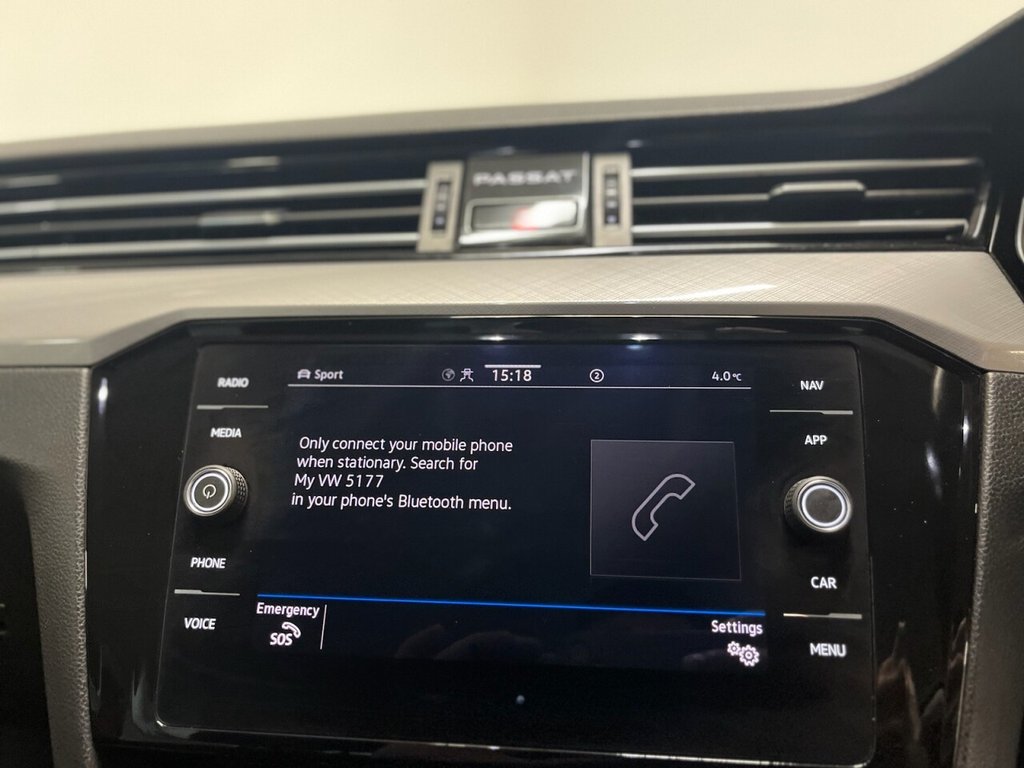 PASSAT
RADIO
MEDIA
PHONE
VOICE
Sport
15:18
2
4.0°C
Only connect your mobile phone
when stationary. Search for
My VW 5177
in your phone's Bluetooth menu.
Emergency
SOS
Settings
NAV
APP
CAR
MENU